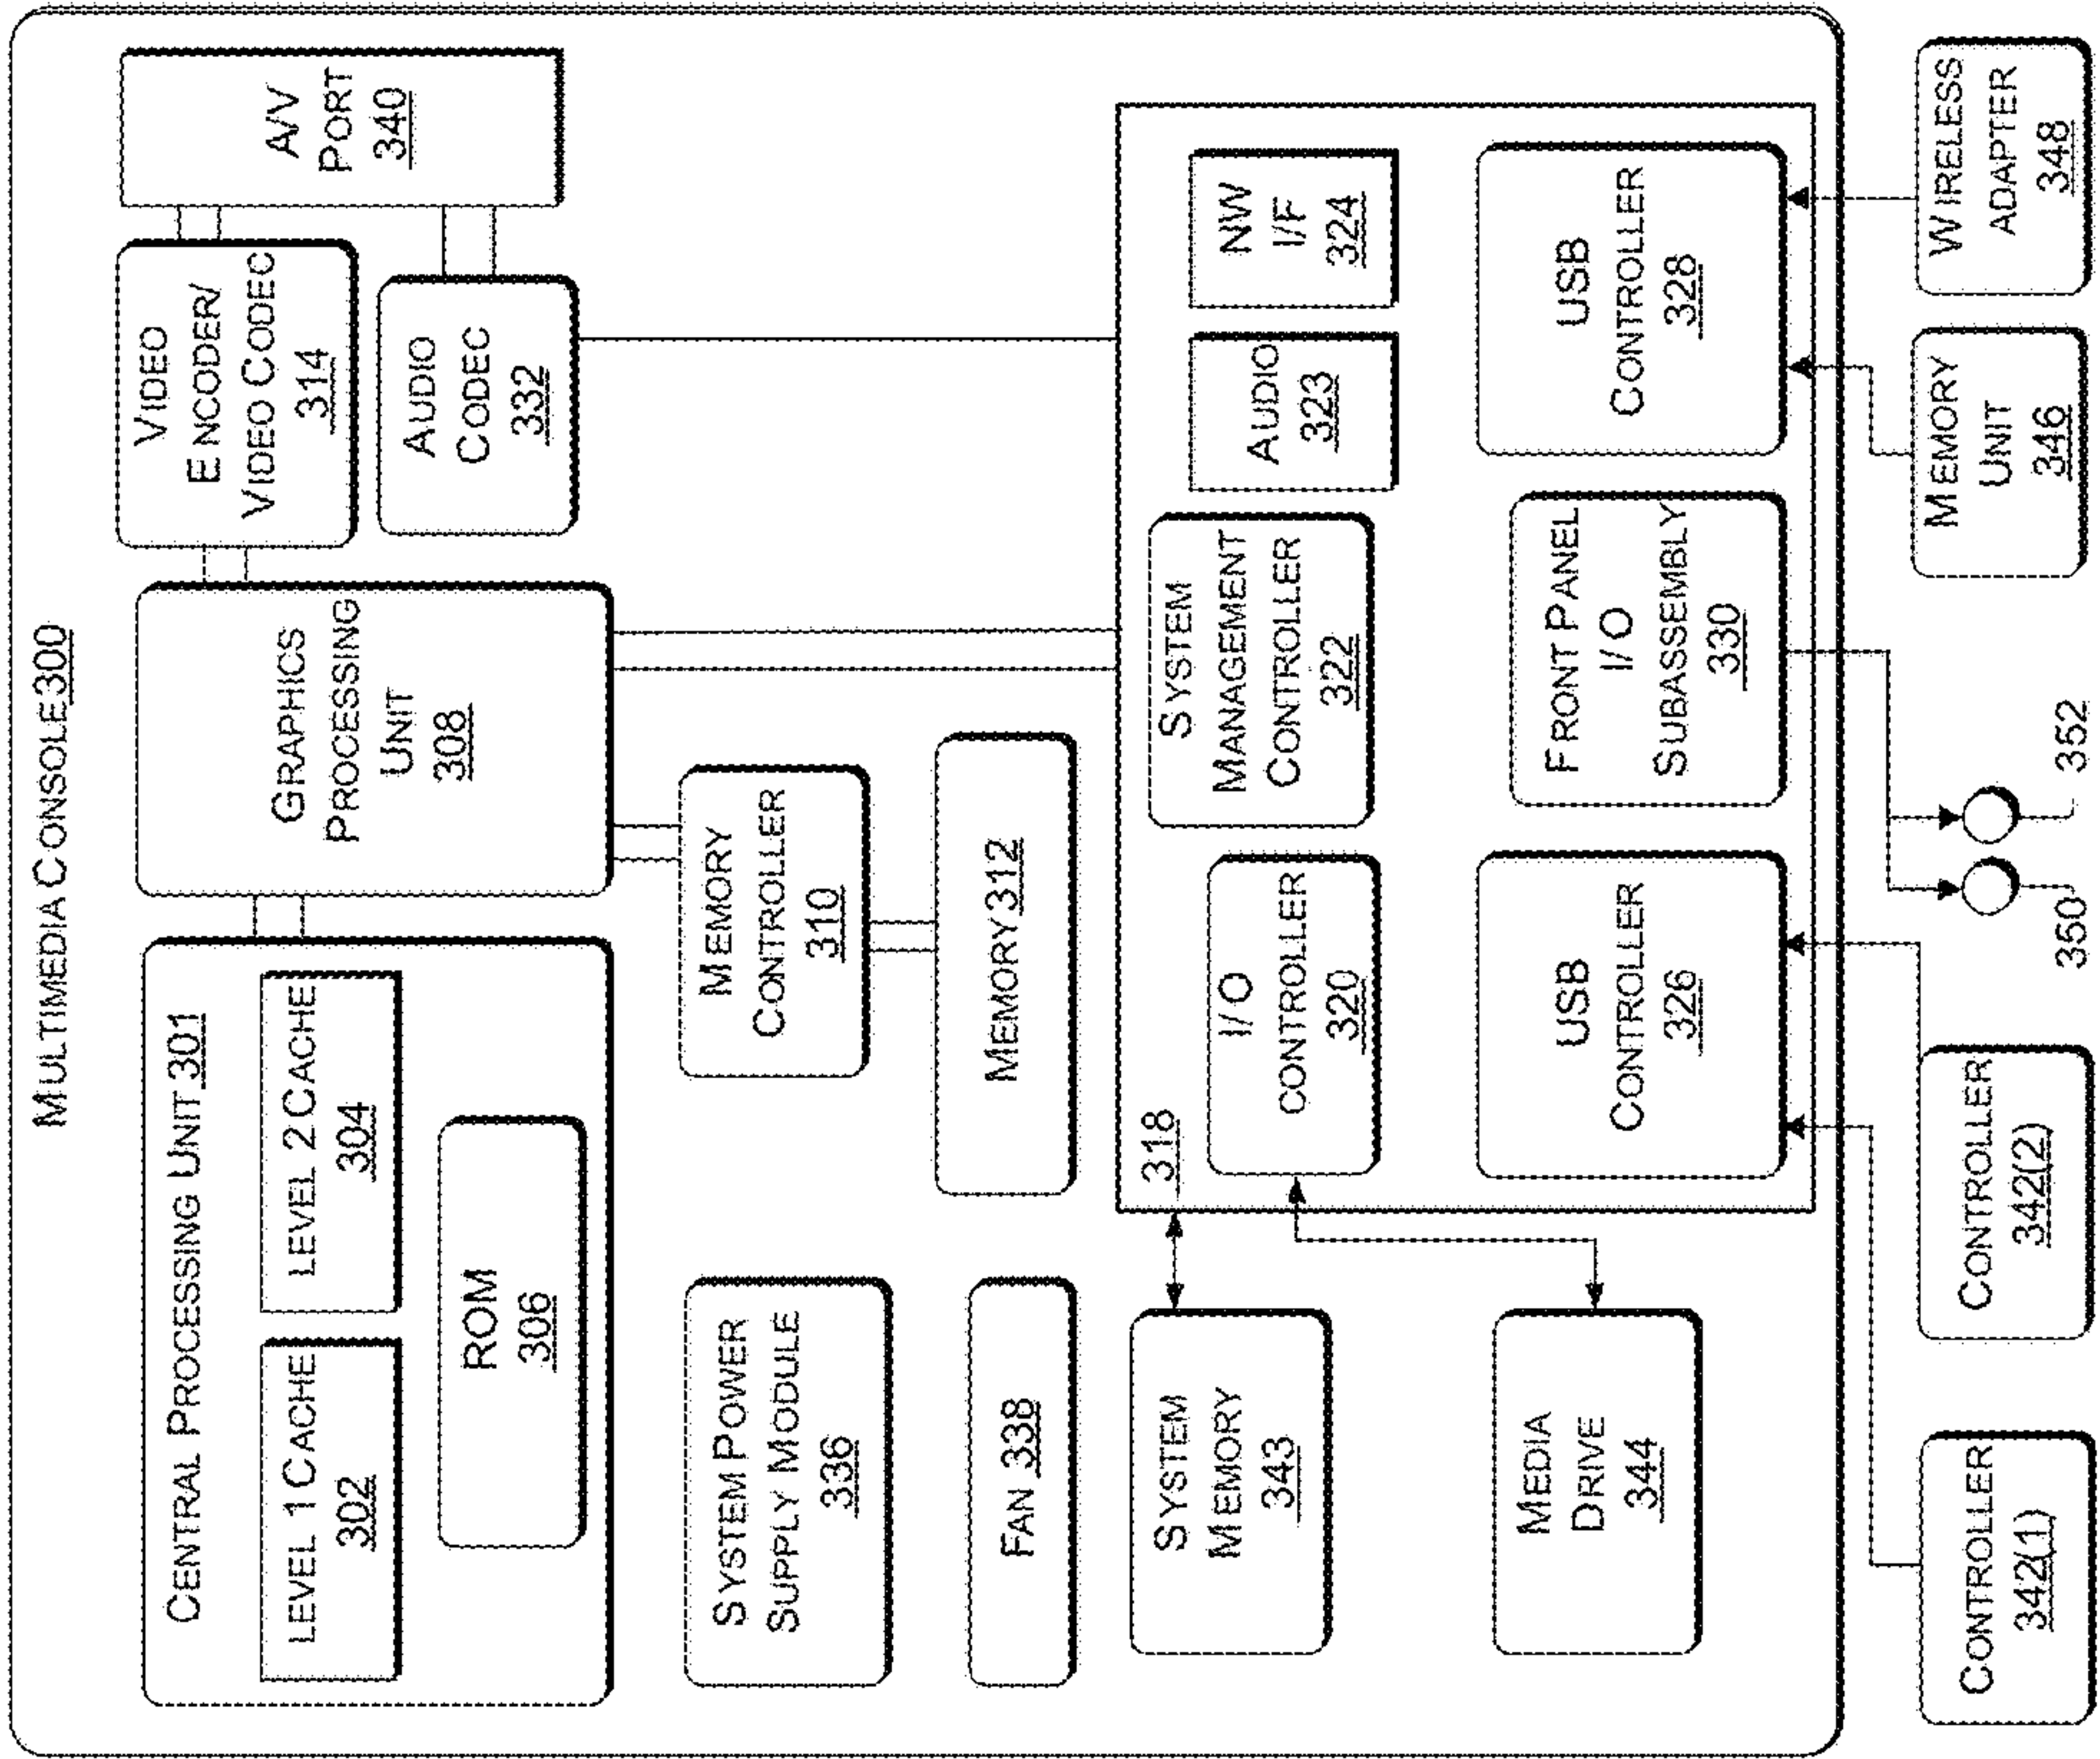 MULTIMEDIA CONSOLE 300
CENTRAL PROCESSING UNIT 301
LEVEL 1 CACHE
302
LEVEL 2 CACHE
304
ROM
306
GRAPHICS
PROCESSING
UNIT
308
VIDEO
ENCODER/
VIDEO CODEC
314
AUDIO
CODEC
332
A/V
PORT
340
MEMORY
CONTROLLER
310
MEMORY 312
SYSTEM POWER
SUPPLY MODULE
336
FAN 338
SYSTEM
MEMORY
343
MEDIA
DRIVE
344
318
I/O
CONTROLLER
320
SYSTEM
MANAGEMENT
CONTROLLER
322
AUDIO
323
NW
I/F
324
USB
CONTROLLER
326
FRONT PANEL
I/O
SUBASSEMBLY
330
USB
CONTROLLER
328
CONTROLLER
342(1)
CONTROLLER
342(2)
350
352
MEMORY
UNIT
346
WIRELESS
ADAPTER
348